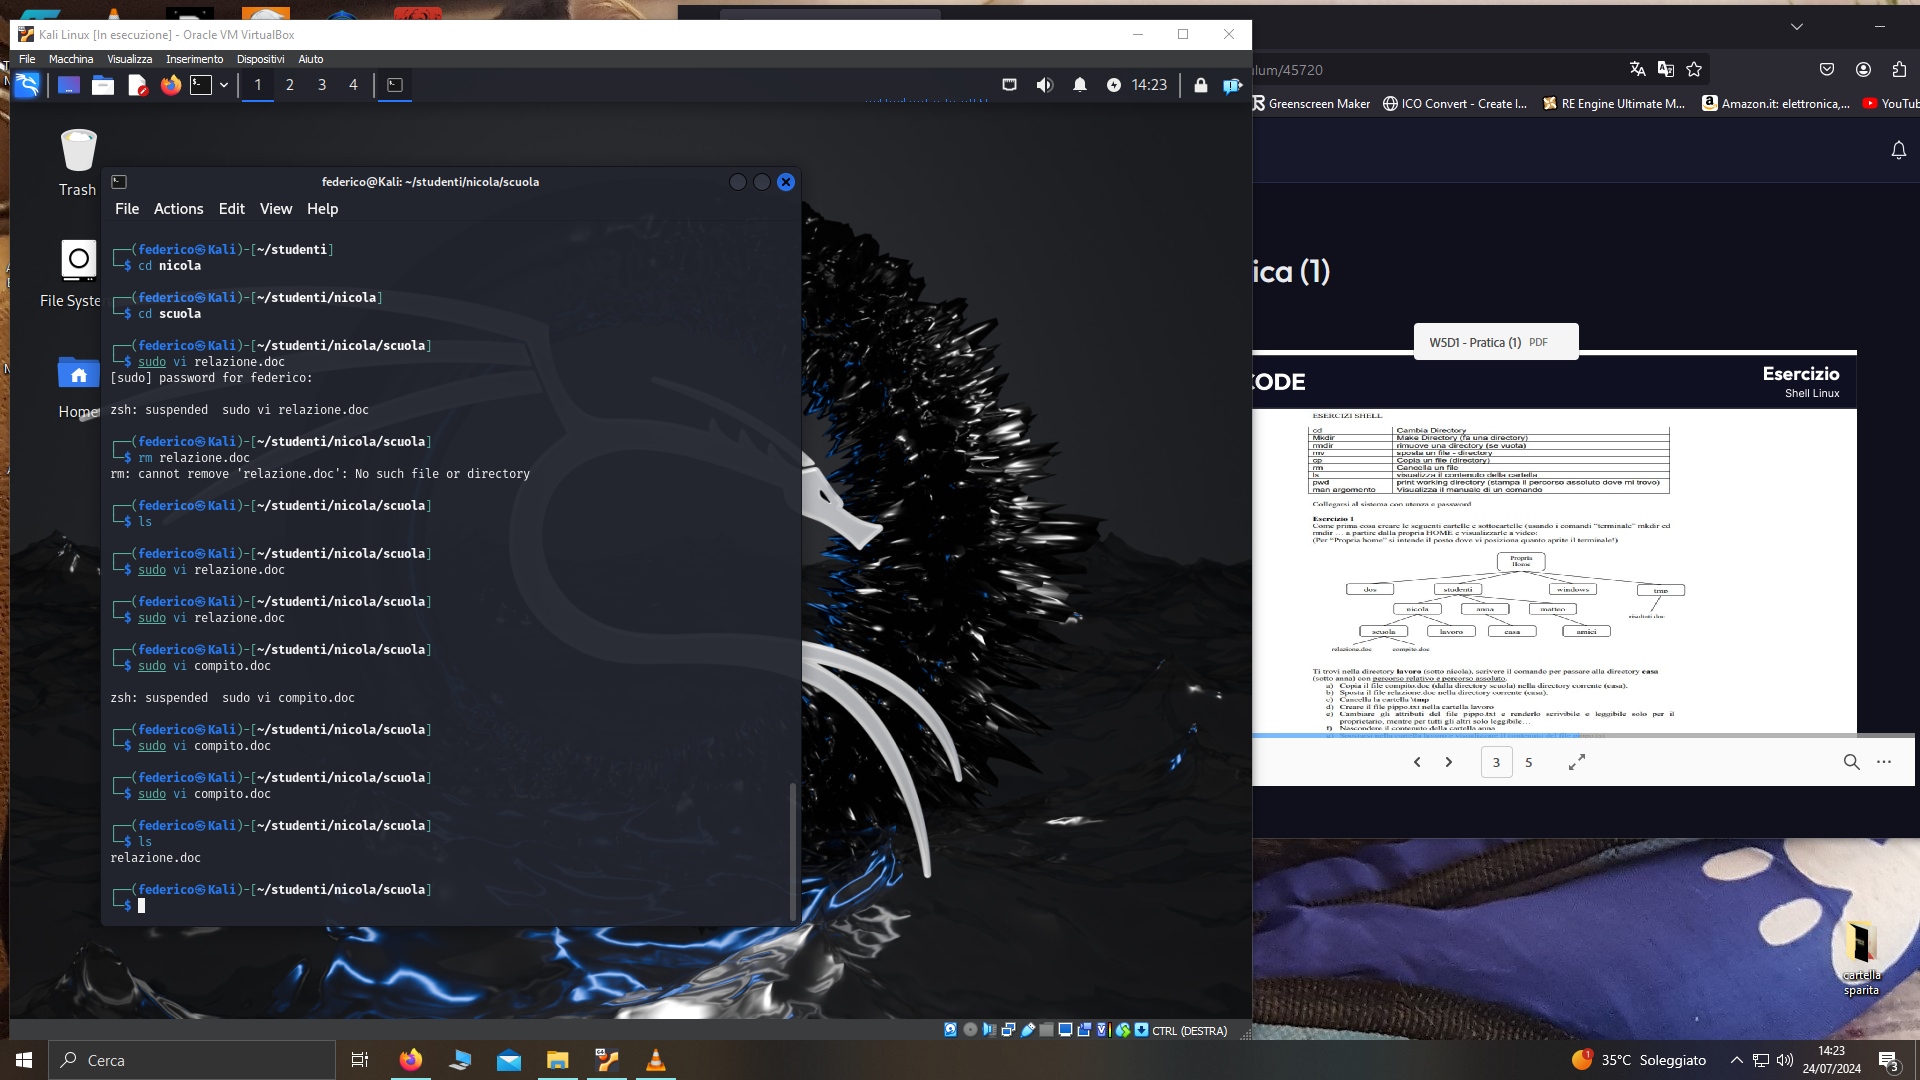 Kali Linux [In esecuzione] - Oracle VM VirtualBox
File Macchina Visualizza Inserimento Dispositivi Aiuto
1 2 3 4
14:23
Trash
File Syste
Home
federico@Kali: ~/studenti/nicola/scuola
File Actions Edit View Help
(federico㉿Kali)-[~/studenti]
$ cd nicola
(federico㉿Kali)-[~/studenti/nicola]
$ cd scuola
(federico㉿Kali)-[~/studenti/nicola/scuola]
$ sudo vi relazione.doc
[sudo] password for federico:
zsh: suspended  sudo vi relazione.doc
(federico㉿Kali)-[~/studenti/nicola/scuola]
$ rm relazione.doc
rm: cannot remove 'relazione.doc': No such file or directory
(federico㉿Kali)-[~/studenti/nicola/scuola]
$ ls
(federico㉿Kali)-[~/studenti/nicola/scuola]
$ sudo vi relazione.doc
(federico㉿Kali)-[~/studenti/nicola/scuola]
$ sudo vi relazione.doc
(federico㉿Kali)-[~/studenti/nicola/scuola]
$ sudo vi compito.doc
zsh: suspended  sudo vi compito.doc
(federico㉿Kali)-[~/studenti/nicola/scuola]
$ sudo vi compito.doc
(federico㉿Kali)-[~/studenti/nicola/scuola]
$ sudo vi compito.doc
(federico㉿Kali)-[~/studenti/nicola/scuola]
$ ls
relazione.doc
(federico㉿Kali)-[~/studenti/nicola/scuola]
$
CTRL (DESTRA)
ulum/45720
Greenscreen Maker ICO Convert - Create I... RE Engine Ultimate M... Amazon.it: elettronica,... YouTub
ica (1)
W5D1 - Pratica (1) PDF
CODE
Esercizio
Shell Linux
ESERCIZI SHELL
cd Cambia Directory
Mkdir Make Directory (fa una directory)
rmdir rimuove una directory (se vuota)
mv sposta un file - directory
cp Copia un file (directory)
rm Cancella un file
ls visualizza il contenuto della cartella
pwd print working directory (stampa il percorso assoluto dove mi trovo)
man argomento Visualizza il manuale di un comando
Collegarsi al sistema con utenza e password
Esercizio 1
Come prima cosa creare le seguenti cartelle e sottocartelle (usando i comandi "terminale" mkdir ed
rmdir … a partire dalla propria HOME e visualizzarle a video:
(Per "Propria home" si intende il posto dove vi posiziona quanto aprite il terminale!)
Propria
Home
dos studenti windows tmp
nicola anna matteo
risultati.doc
scuola lavoro casa amici
relazione.doc compito.doc
Ti trovi nella directory lavoro (sotto nicola), scrivere il comando per passare alla directory casa
(sotto anna) con percorso relativo e percorso assoluto.
a) Copia il file compito.doc (dalla directory scuola) nella directory corrente (casa).
b) Sposta il file relazione.doc nella directory corrente (casa).
c) Cancella la cartella \tmp
d) Creare il file pippo.txt nella cartella lavoro
e) Cambiare gli attributi del file pippo.txt e renderlo scrivibile e leggibile solo per il
proprietario, mentre per tutti gli altri solo leggibile…
f) Nascondere il contenuto della cartella anna
3 5
cartella
sparita
Cerca
1
35°C Soleggiato
14:23
24/07/2024
3